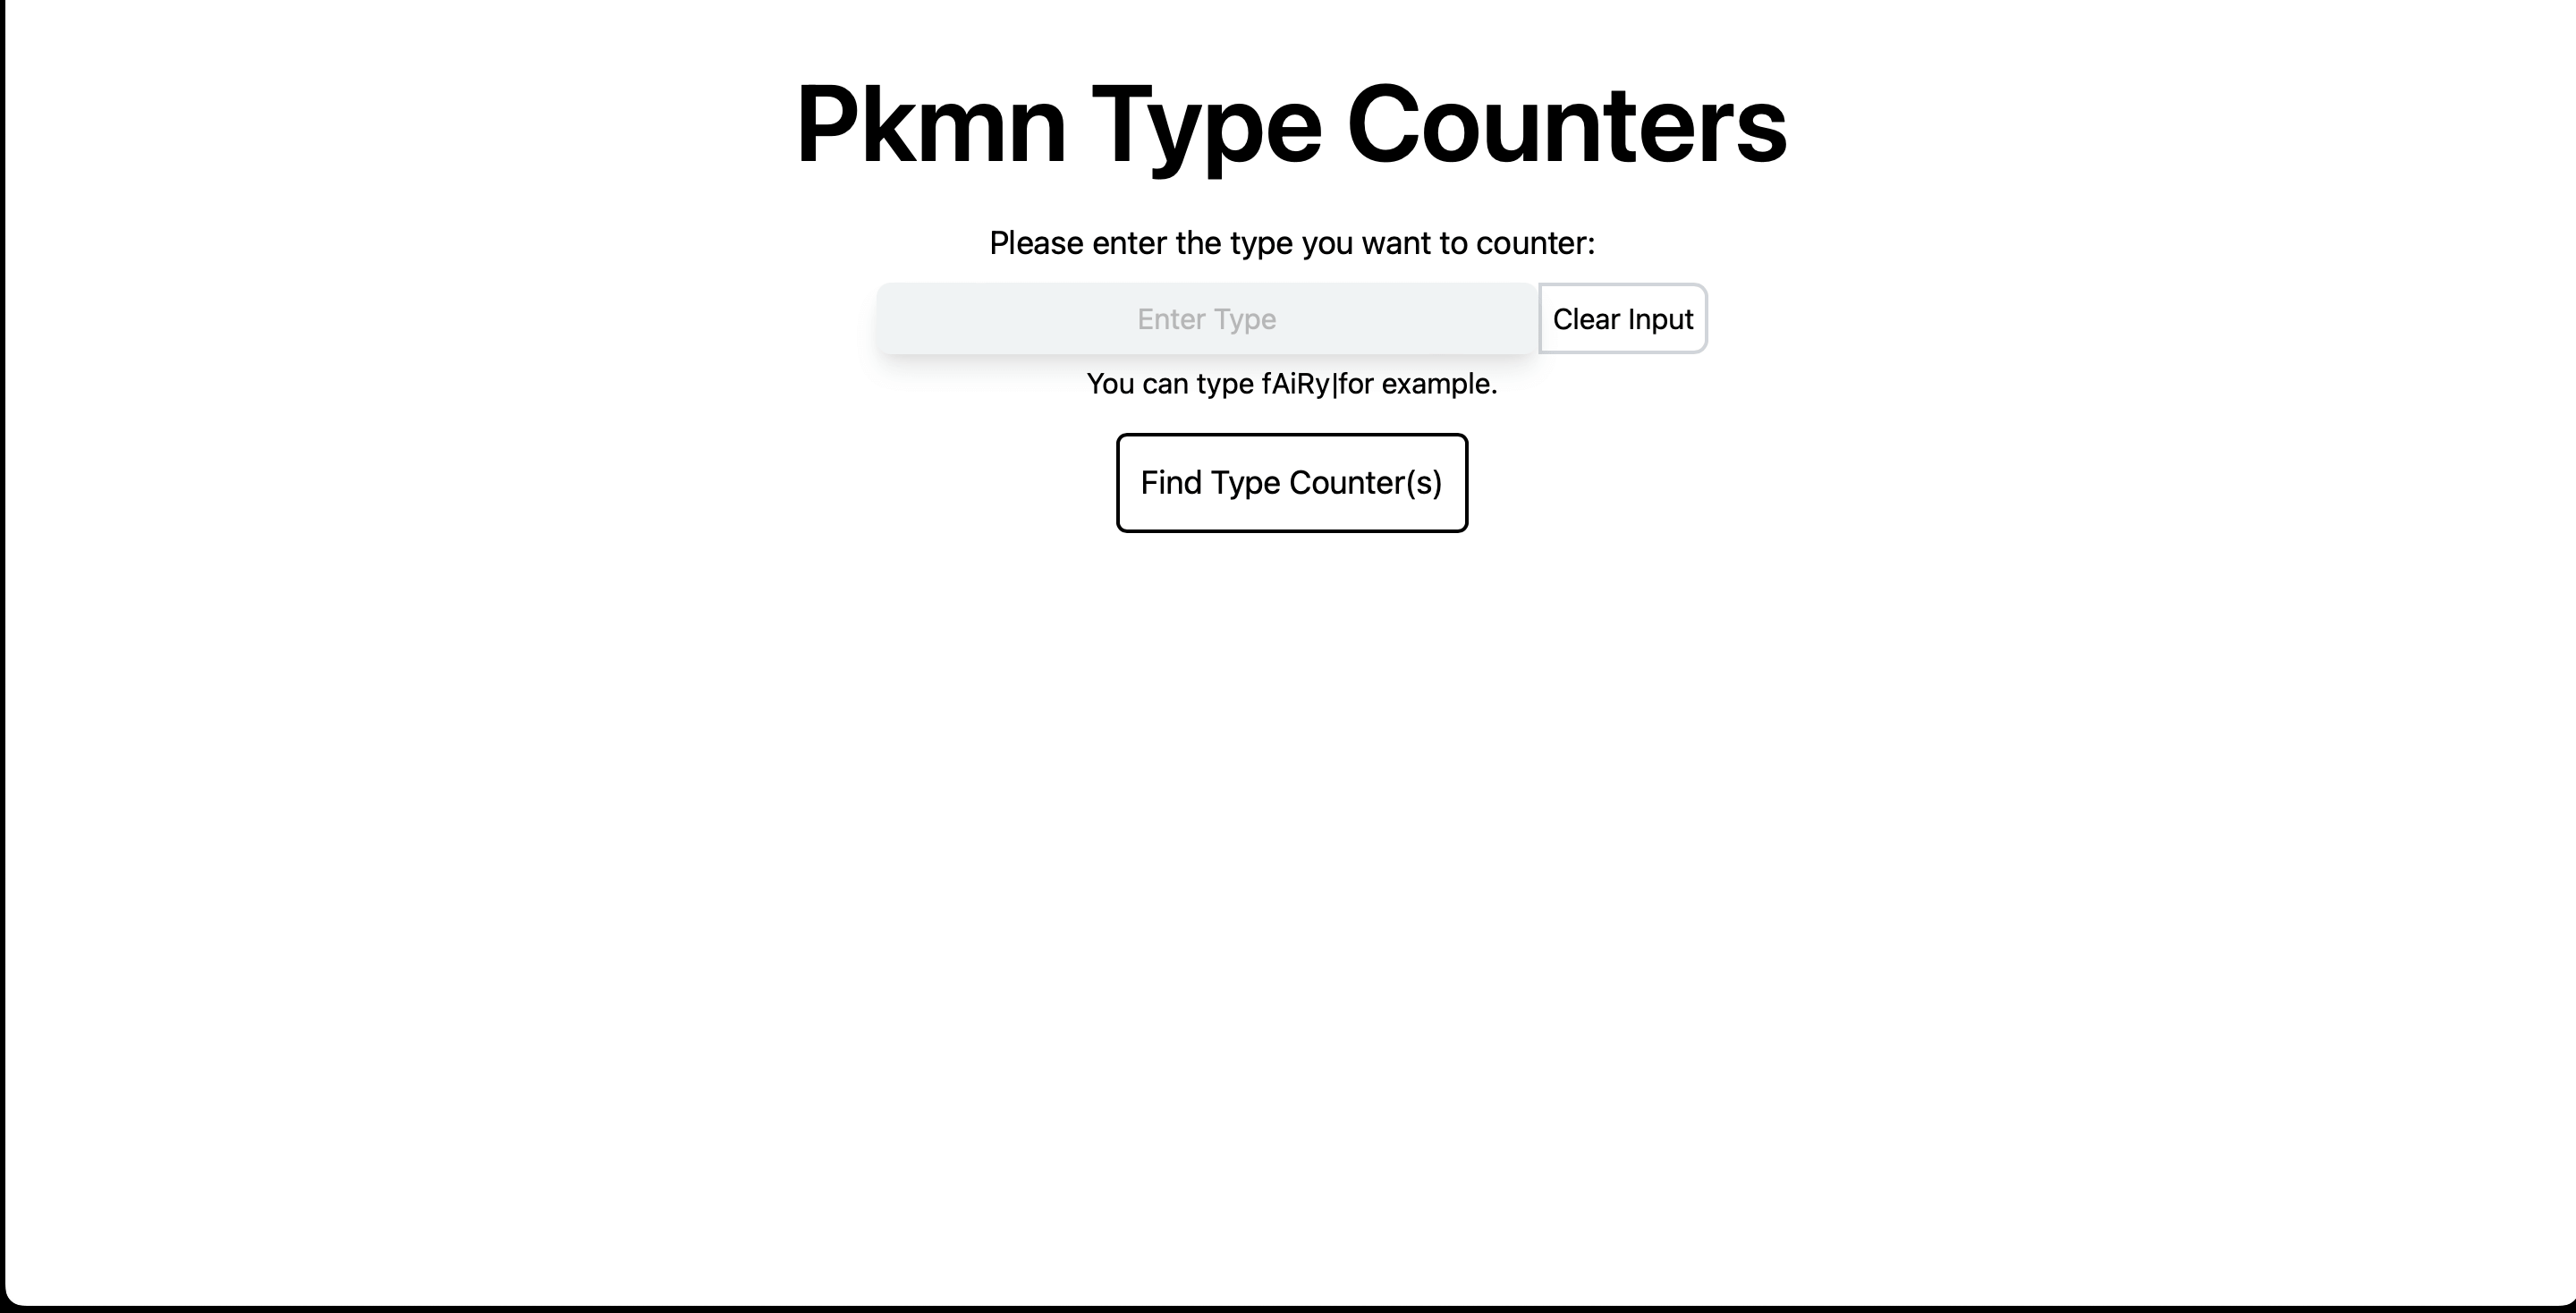 Pkmn Type Counters
Please enter the type you want to counter:
Enter Type
Clear Input
You can type fAiRy|for example.
Find Type Counter(s)